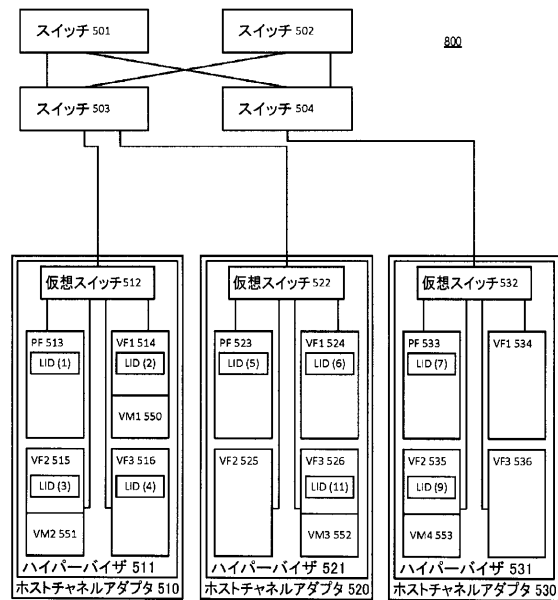 スイッチ 501
スイッチ 502
800
スイッチ 503
スイッチ 504
仮想スイッチ 512
PF 513
LID (1)
VF1 514
LID (2)
VM1 550
VF2 515
LID (3)
VM2 551
VF3 516
LID (4)
ハイパーバイザ 511
ホストチャネルアダプタ 510
仮想スイッチ 522
PF 523
LID (5)
VF1 524
LID (6)
VF2 525
VF3 526
LID (11)
VM3 552
ハイパーバイザ 521
ホストチャネルアダプタ 520
仮想スイッチ 532
PF 533
LID (7)
VF1 534
VF2 535
LID (9)
VM4 553
VF3 536
ハイパーバイザ 531
ホストチャネルアダプタ 530